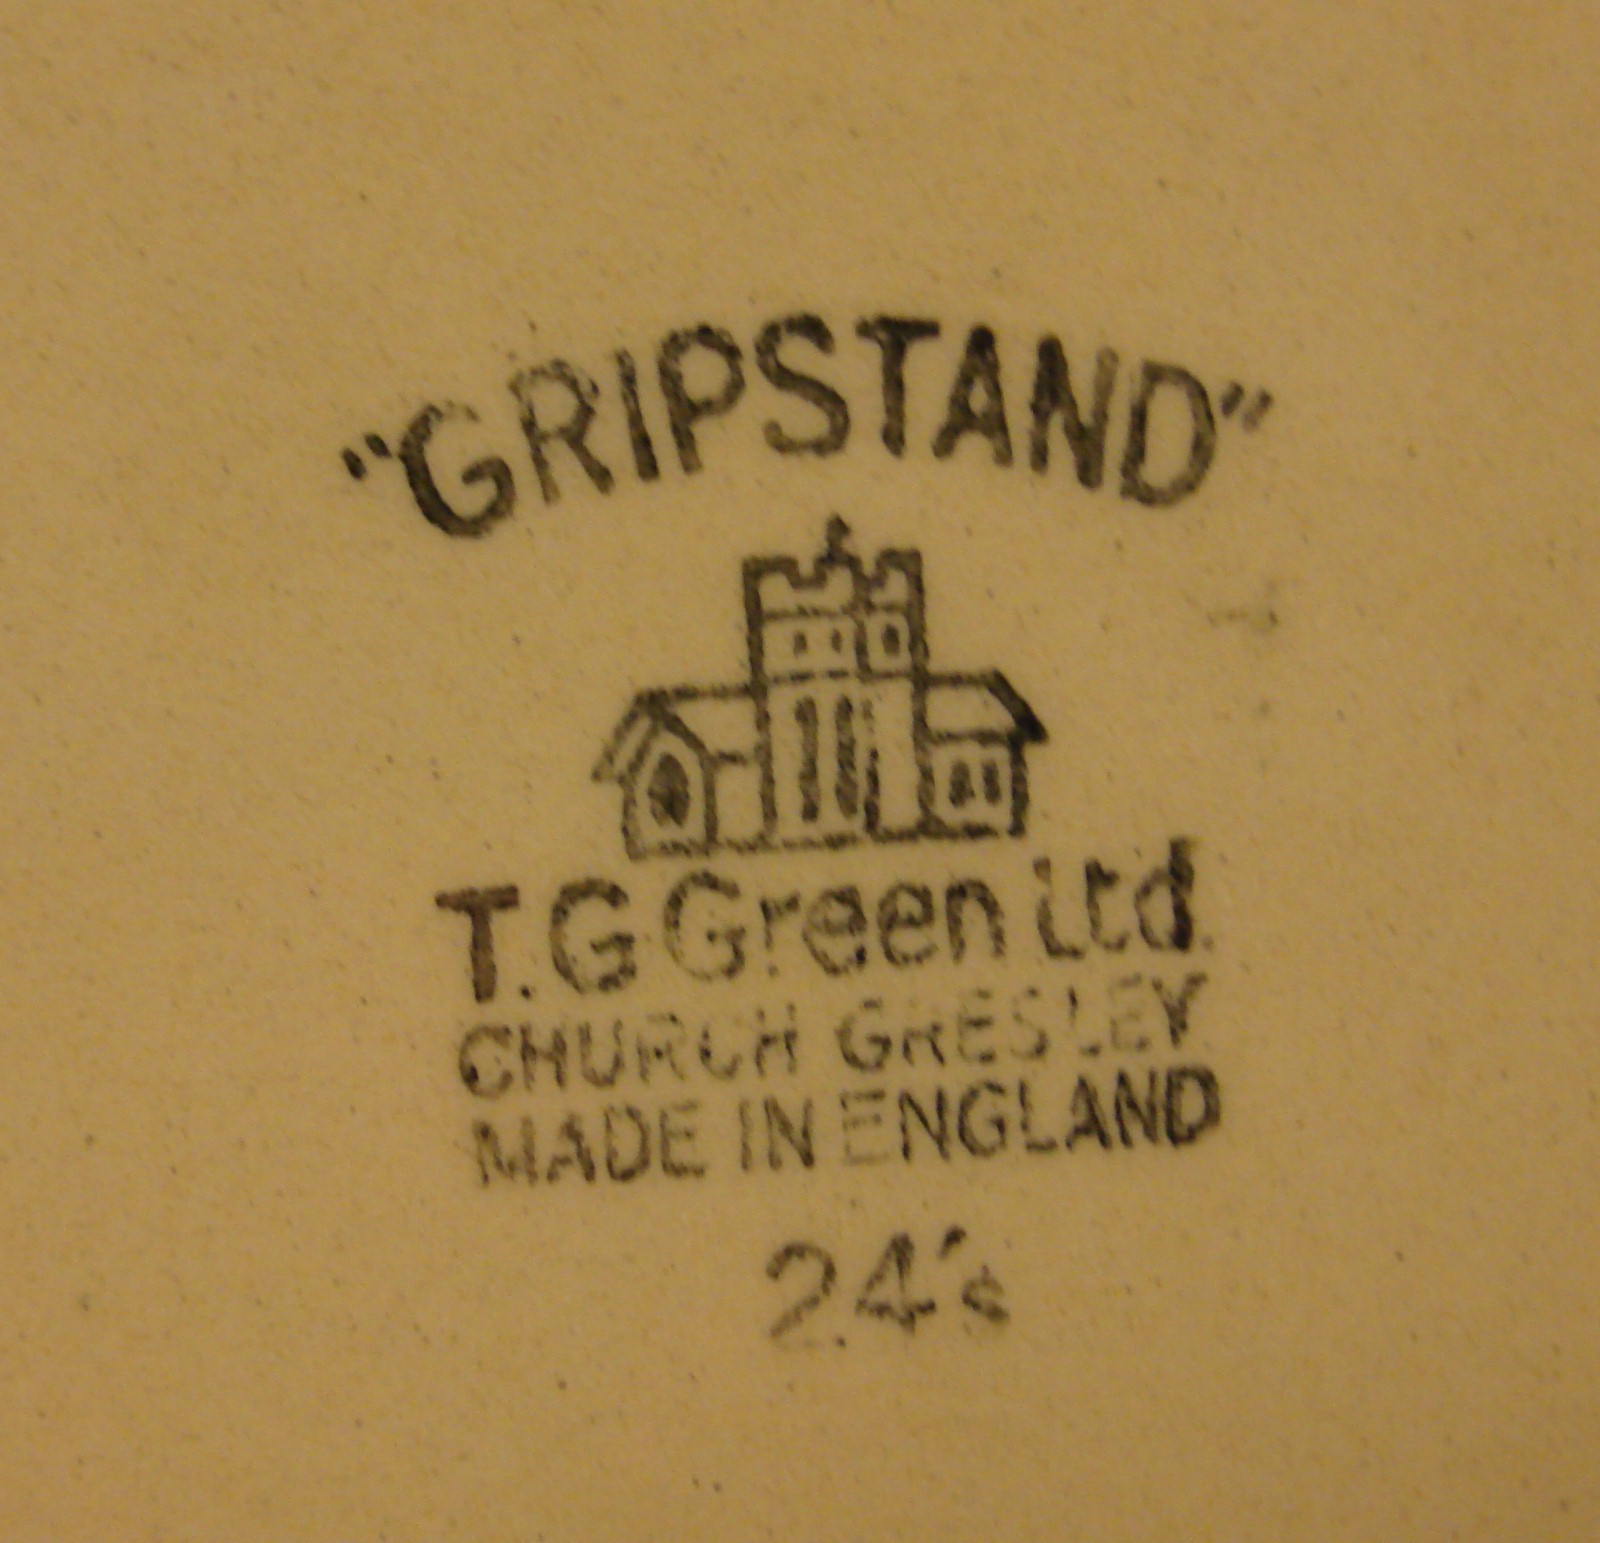 "GRIPSTAND"
T.G Green Ltd.
CHURCH GRESLEY
MADE IN ENGLAND
24's